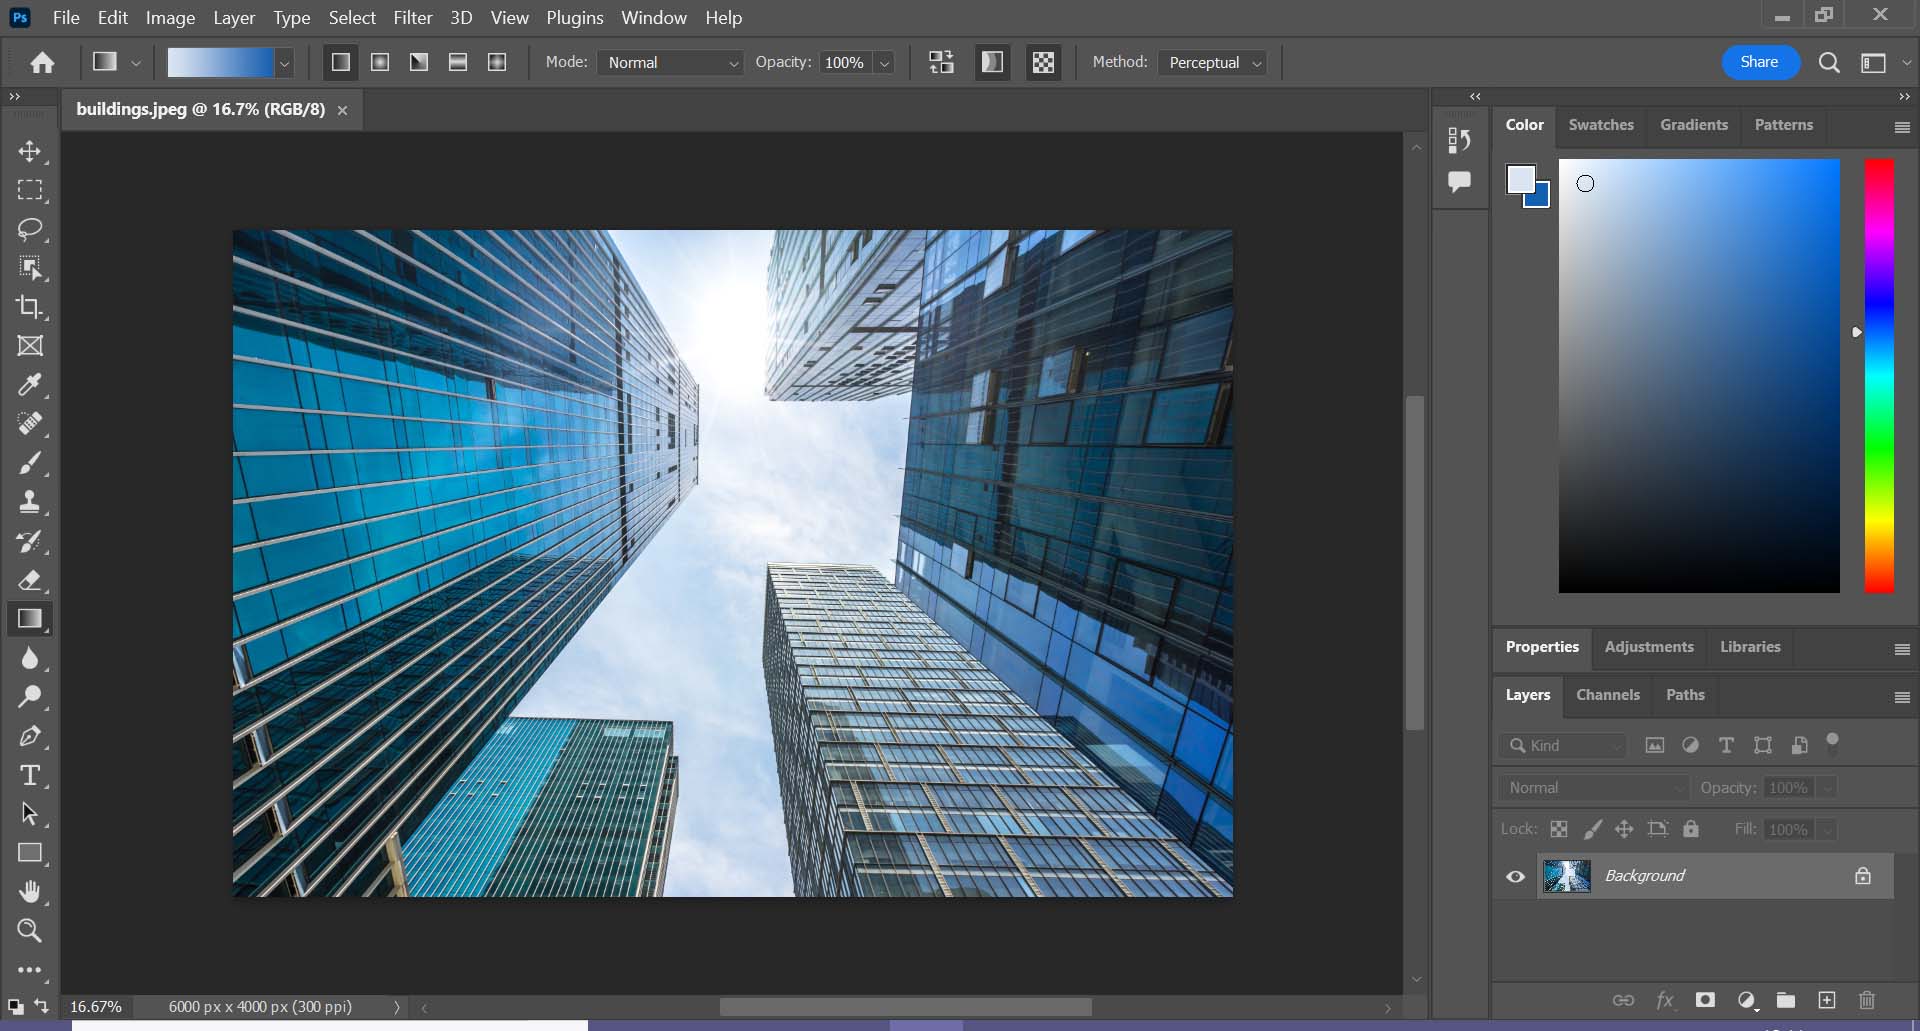 Ps File Edit Image Layer Type Select Filter 3D View Plugins Window Help
Mode: Normal Opacity: 100% Method: Perceptual Share
buildings.jpeg @ 16.7% (RGB/8)
Color Swatches Gradients Patterns
Properties Adjustments Libraries
Layers Channels Paths
Kind
Normal Opacity: 100%
Lock: Fill: 100%
Background
fx
16.67% 6000 px x 4000 px (300 ppi)